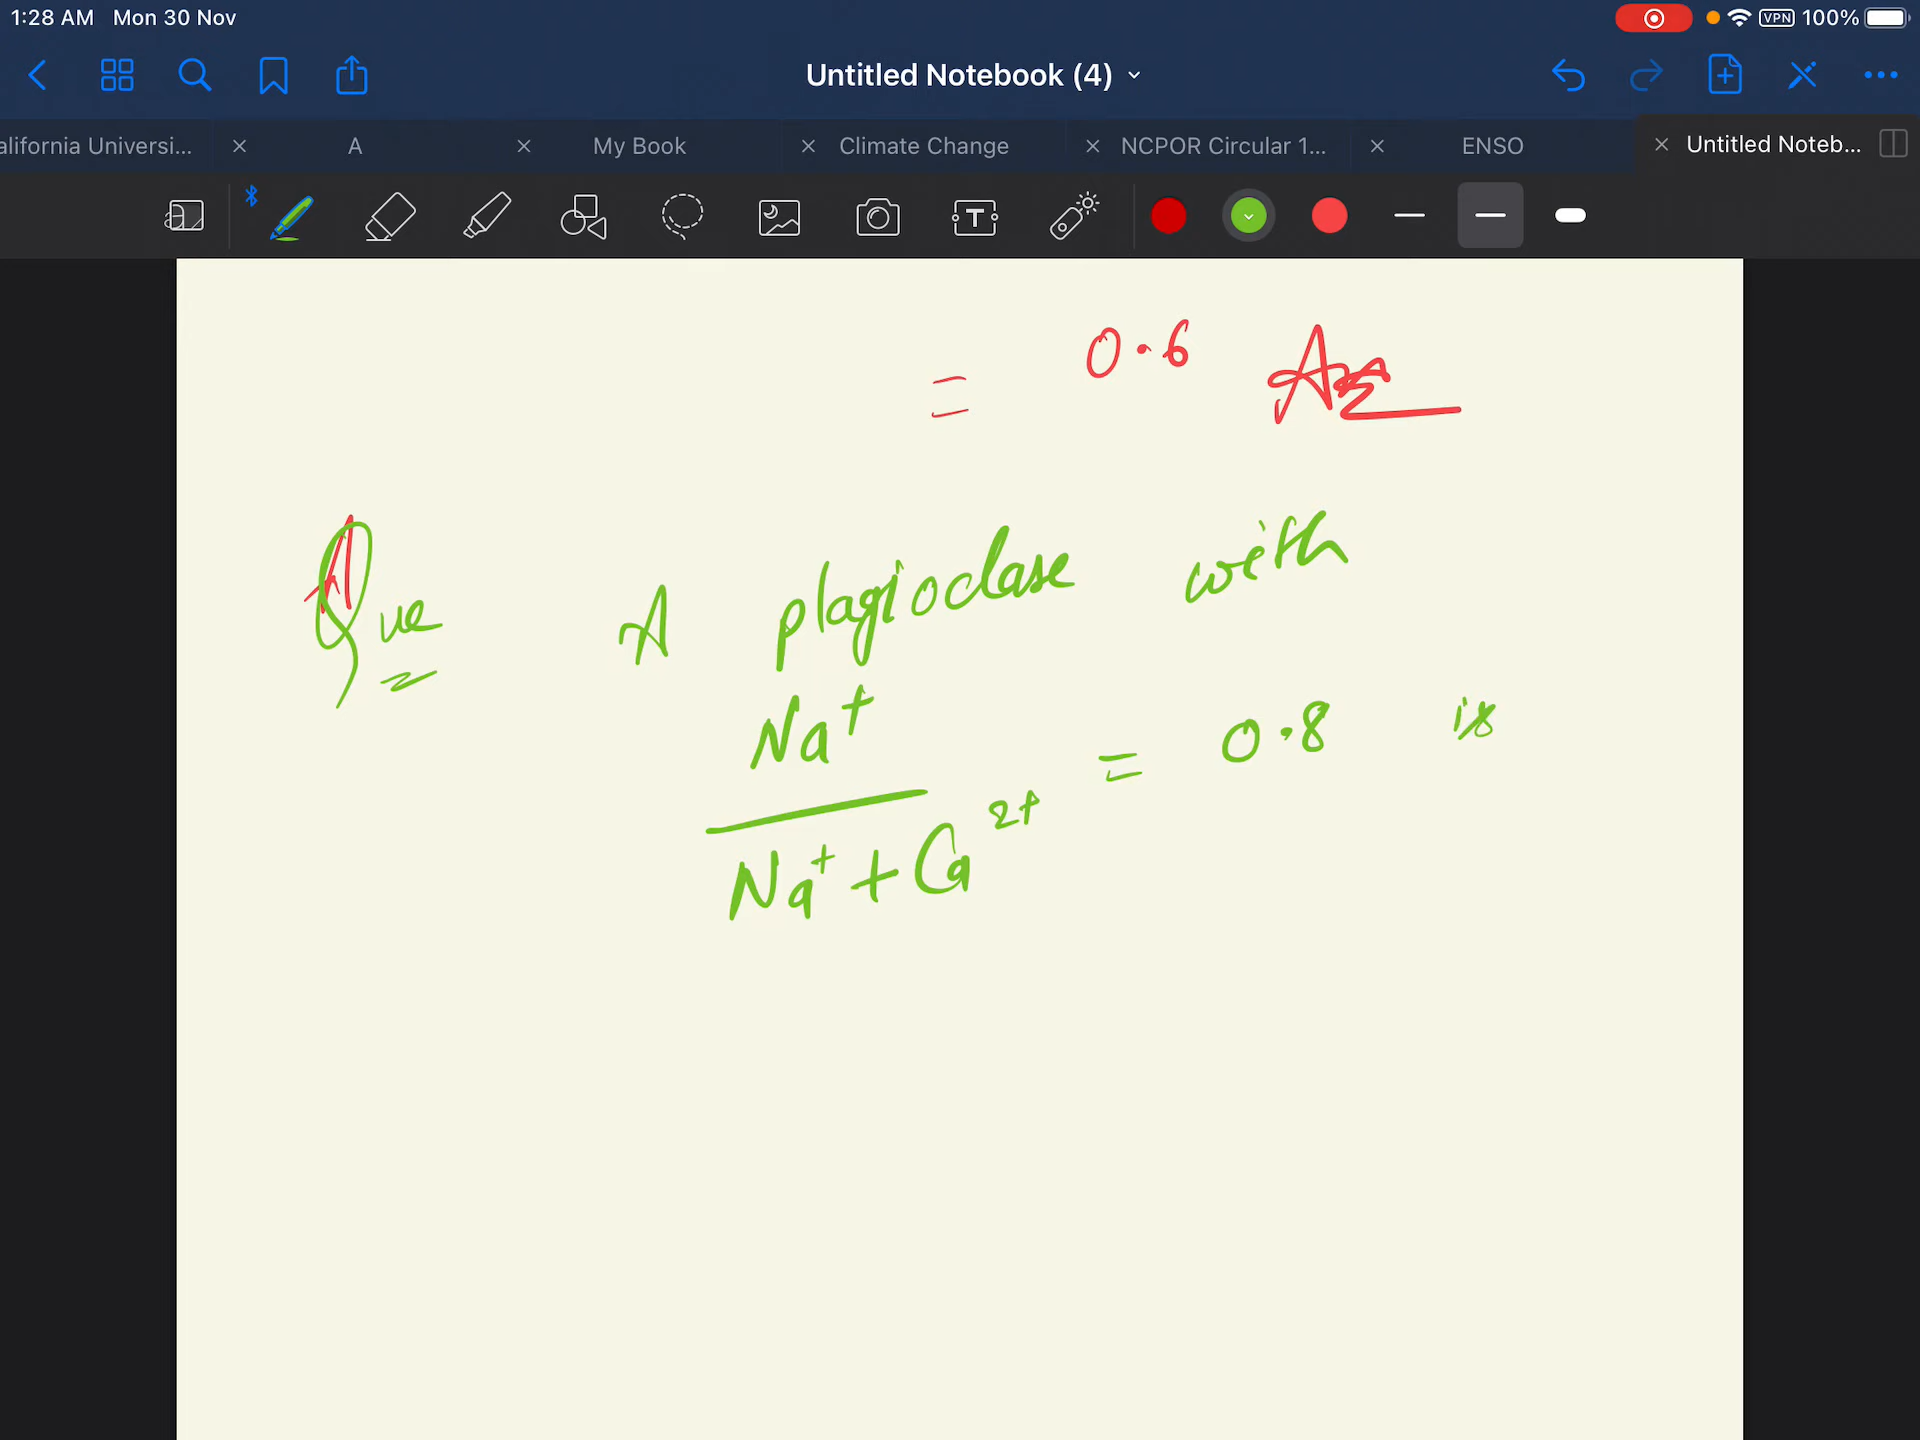 1:28 AM Mon 30 Nov
VPN 100%
Untitled Notebook (4)
alifornia Universi...
A
My Book
Climate Change
NCPOR Circular 1...
ENSO
Untitled Noteb...
a
T
= 0.6
Que A plagioclase with
Na+
= 0.8 is
Na+ + Ca2+